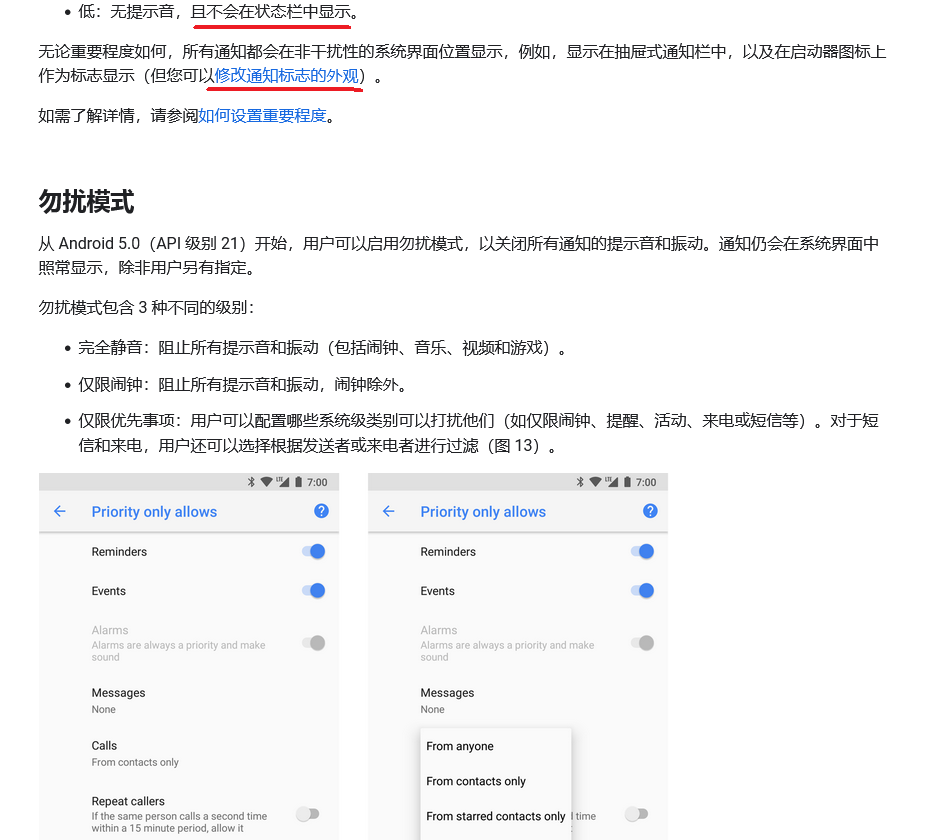 • 低：无提示音，且不会在状态栏中显示。
无论重要程度如何，所有通知都会在非干扰性的系统界面位置显示，例如，显示在抽屉式通知栏中，以及在启动器图标上
作为标志显示（但您可以修改通知标志的外观）。
如需了解详情，请参阅如何设置重要程度。
勿扰模式
从 Android 5.0（API 级别 21）开始，用户可以启用勿扰模式，以关闭所有通知的提示音和振动。通知仍会在系统界面中
照常显示，除非用户另有指定。
勿扰模式包含 3 种不同的级别：
• 完全静音：阻止所有提示音和振动（包括闹钟、音乐、视频和游戏）。
• 仅限闹钟：阻止所有提示音和振动，闹钟除外。
• 仅限优先事项：用户可以配置哪些系统级类别可以打扰他们（如仅限闹钟、提醒、活动、来电或短信等）。对于短
信和来电，用户还可以选择根据发送者或来电者进行过滤（图 13）。
LTE 7:00
Priority only allows ?
Reminders
Events
Alarms
Alarms are always a priority and make
sound
Messages
None
Calls
From contacts only
Repeat callers
If the same person calls a second time
within a 15 minute period, allow it
LTE 7:00
Priority only allows ?
Reminders
Events
Alarms
Alarms are always a priority and make
sound
Messages
None
From anyone
From contacts only
From starred contacts only
time